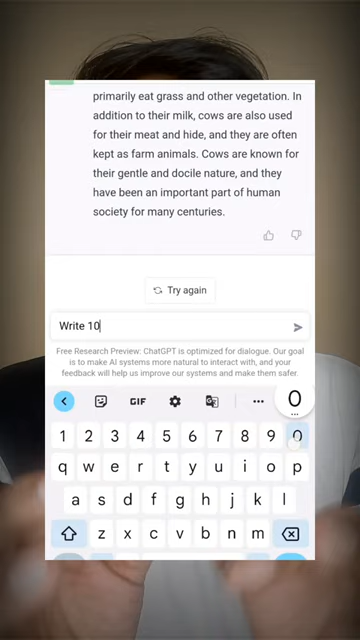 primarily eat grass and other vegetation. In
addition to their milk, cows are also used
for their meat and hide, and they are often
kept as farm animals. Cows are known for
their gentle and docile nature, and they
have been an important part of human
society for many centuries.
Try again
Write 10
Free Research Preview: ChatGPT is optimized for dialogue. Our goal
is to make AI systems more natural to interact with, and your
feedback will help us improve our systems and make them safer.
GIF
0
1 2 3 4 5 6 7 8 9 0
q w e r t y u i o p
a s d f g h j k l
z x c v b n m